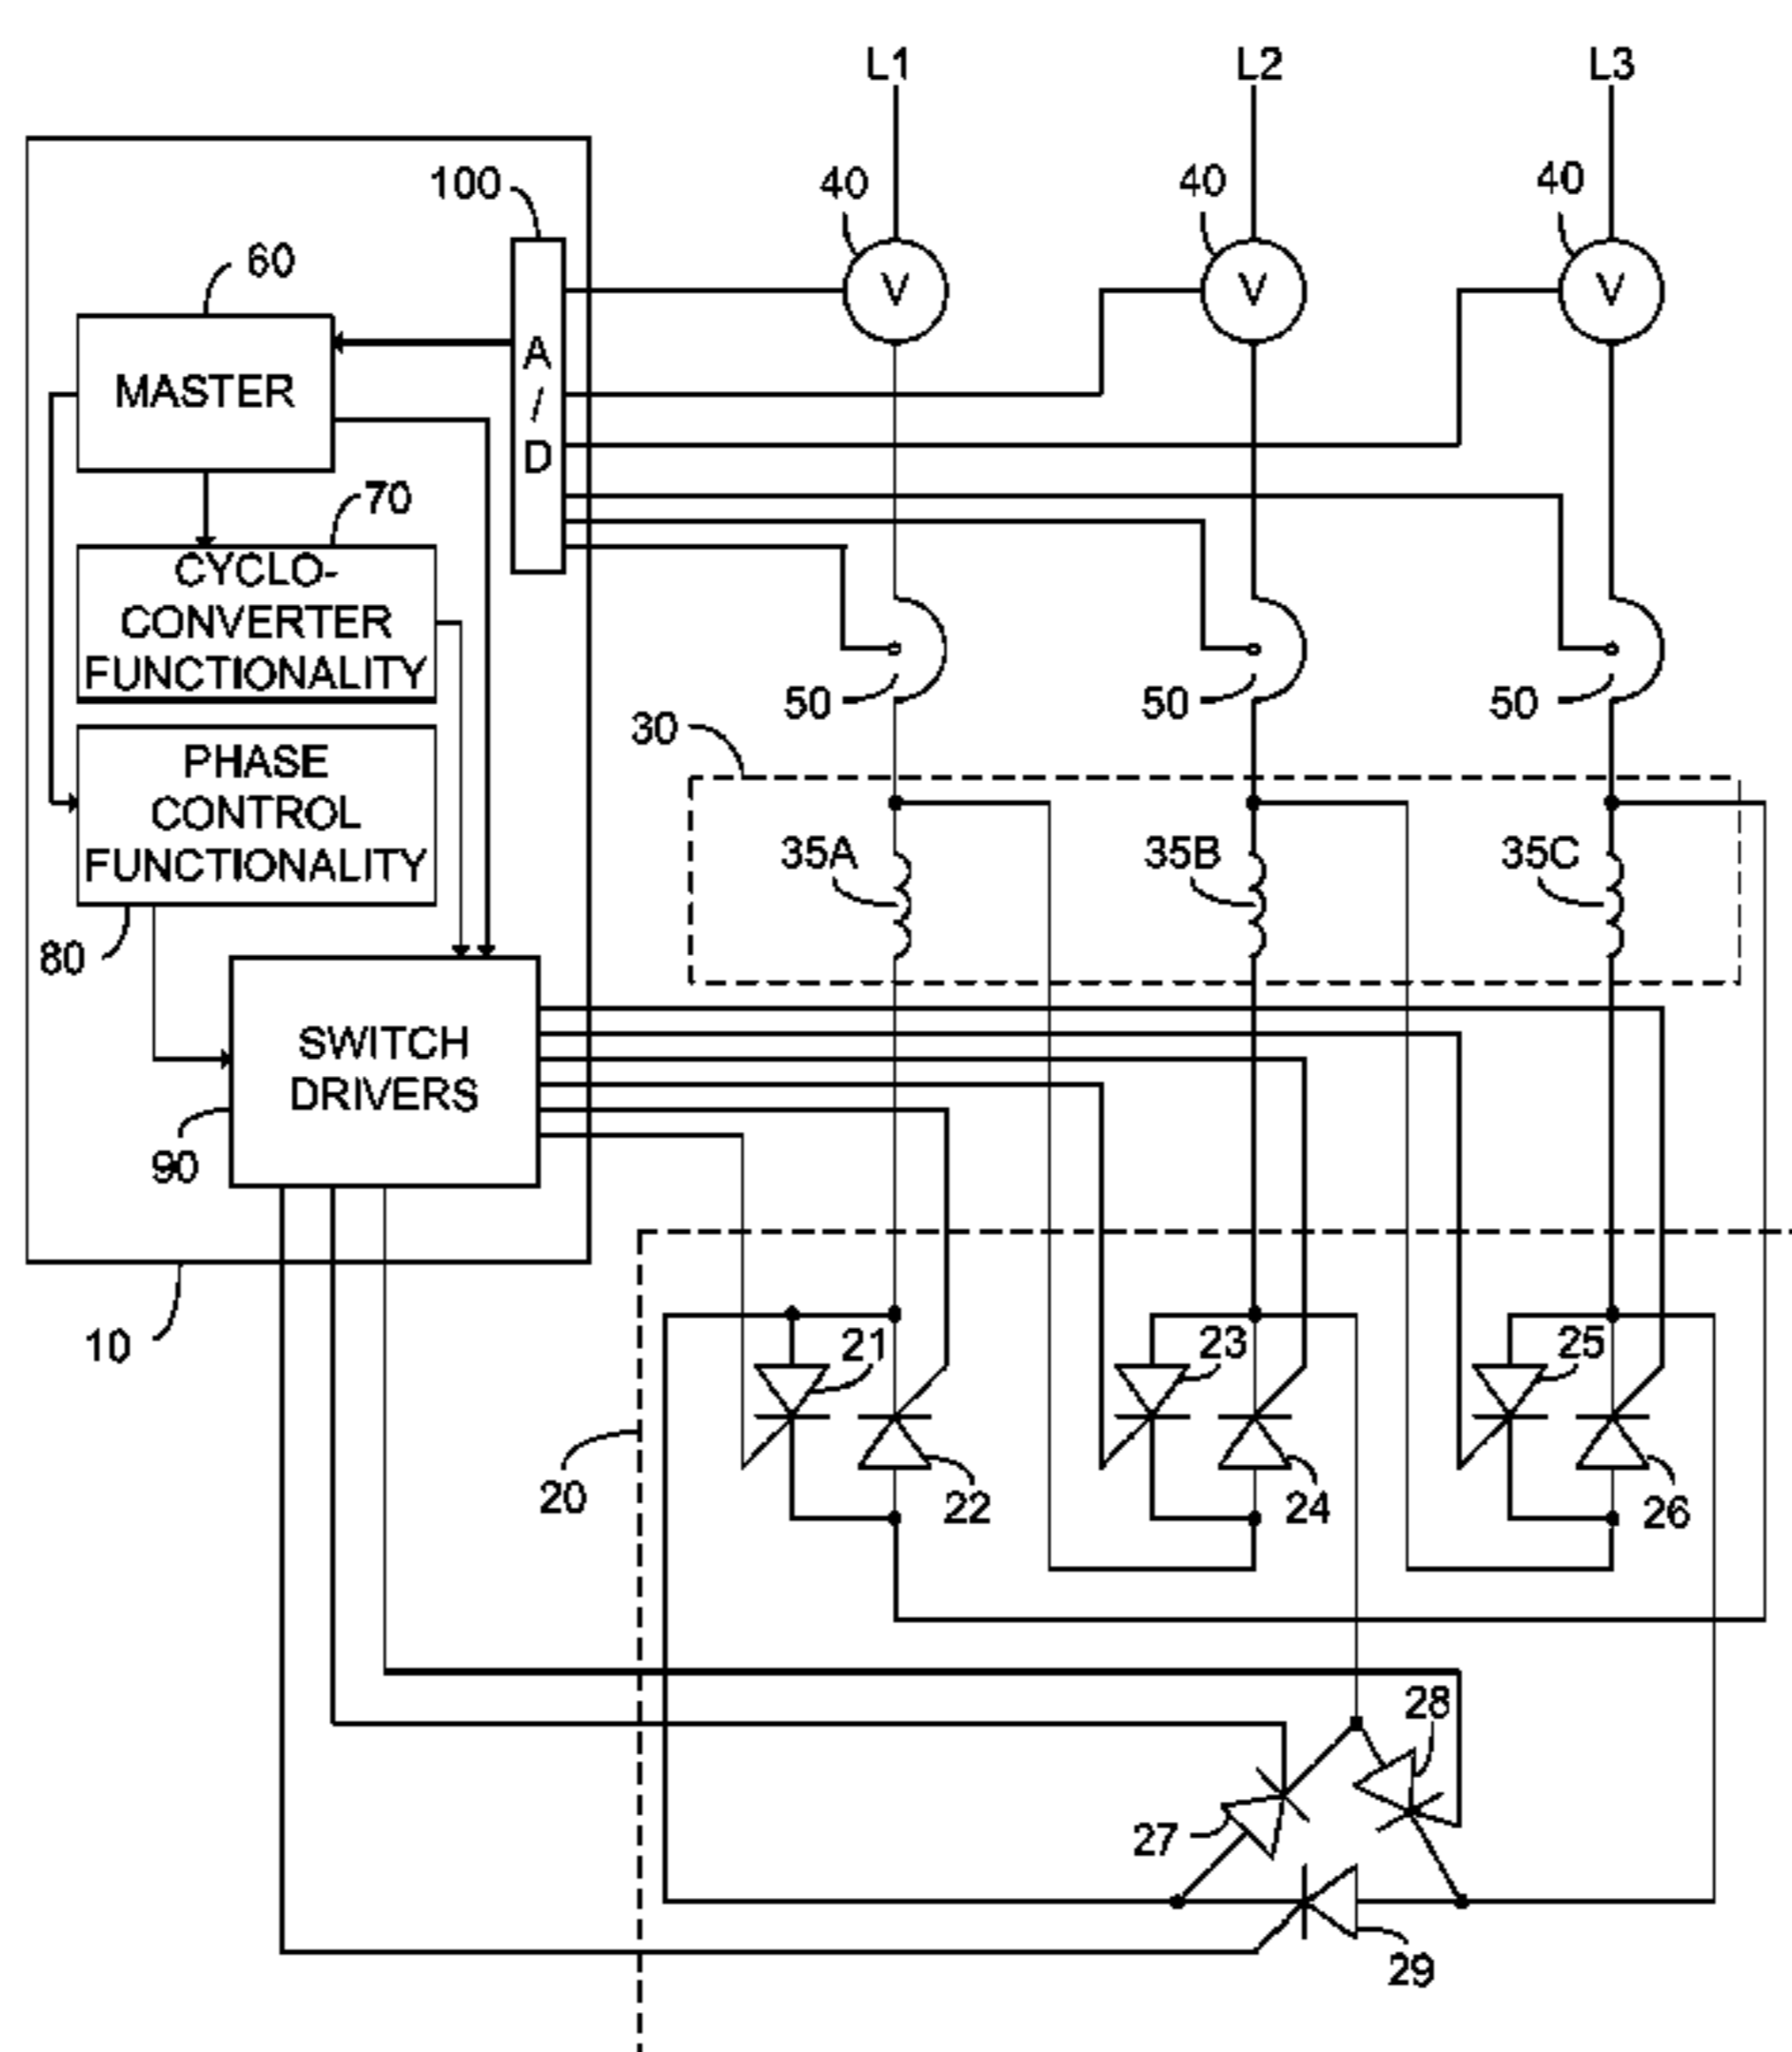 L1
L2
L3
100
40
40
40
60
V
V
V
A
/
D
MASTER
70
CYCLO-
CONVERTER
FUNCTIONALITY
50
50
50
30
PHASE
CONTROL
FUNCTIONALITY
35A
35B
35C
80
SWITCH
DRIVERS
90
10
21
23
25
20
22
24
26
28
27
29